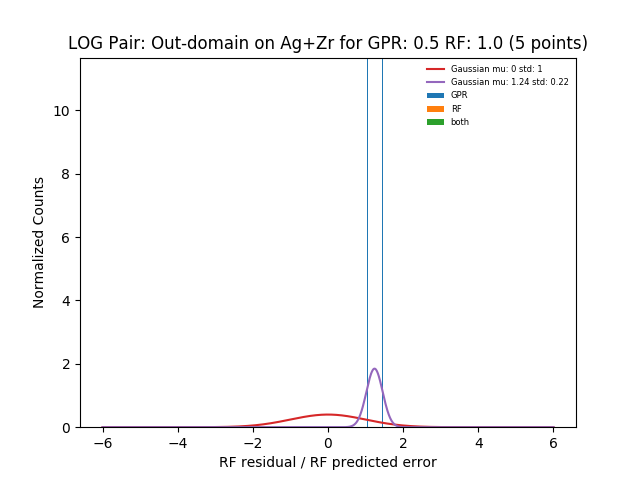 LOG Pair: Out-domain on Ag+Zr for GPR: 0.5 RF: 1.0 (5 points)
Gaussian mu: 0 std: 1
Gaussian mu: 1.24 std: 0.22
GPR
RF
both
Normalized Counts
10
8
6
4
2
0
−6
−4
−2
0
2
4
6
RF residual / RF predicted error